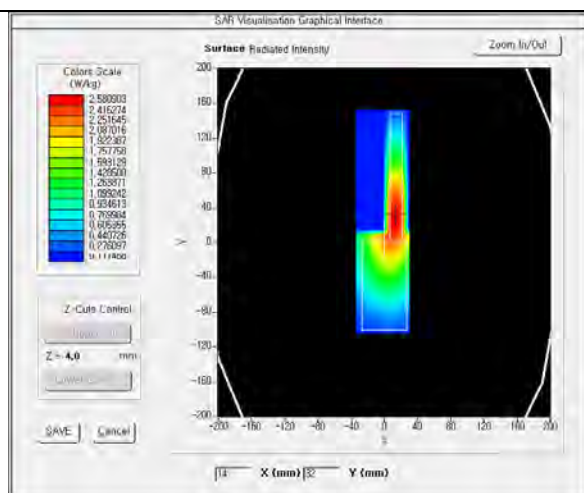 SAR Visualisation Graphical Interface
Surface Radiated Intensity
Zoom In/Out
Colors Scale
(W/kg)
2.580903
2.416274
2.251645
2.087016
1.922387
1.757758
1.593129
1.428500
1.263871
1.099242
0.934613
0.769984
0.605355
0.440726
0.276097
0.111468
200
160
120
80
40
0
-40
-80
-120
-160
-200
Y
-200 -160 -120 -80 -40 0 40 80 120 160 200
X
Z-Cuts Control
Z = 4,0 mm
SAVE Cancel
14 X (mm) 32 Y (mm)